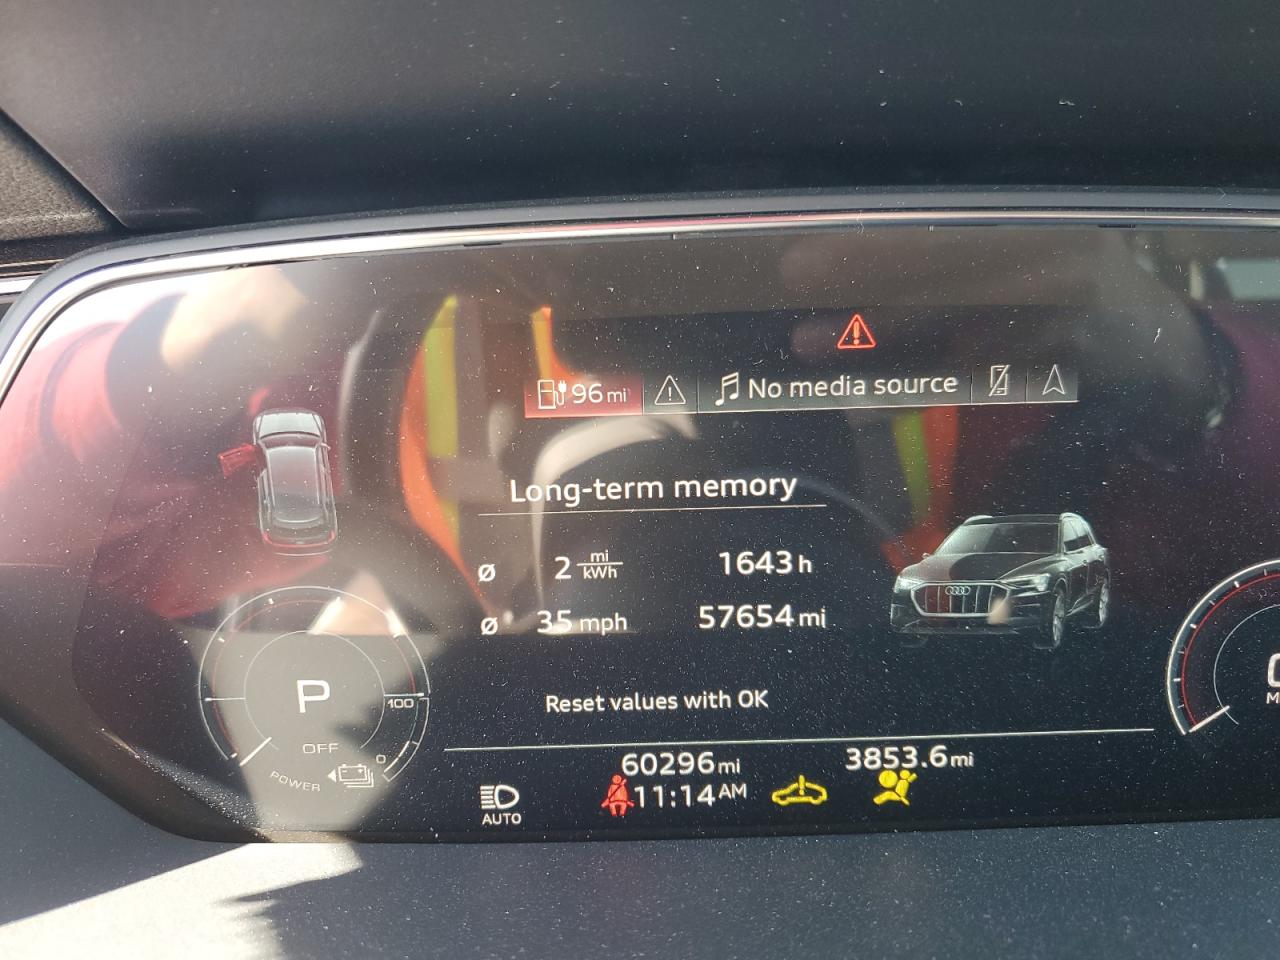 96 mi No media source
Long-term memory
Ø 2 mi/kWh 1643 h
Ø 35 mph 57654 mi
P
100
OFF
POWER
0
Reset values with OK
60296 mi 3853.6 mi
11:14 AM
AUTO